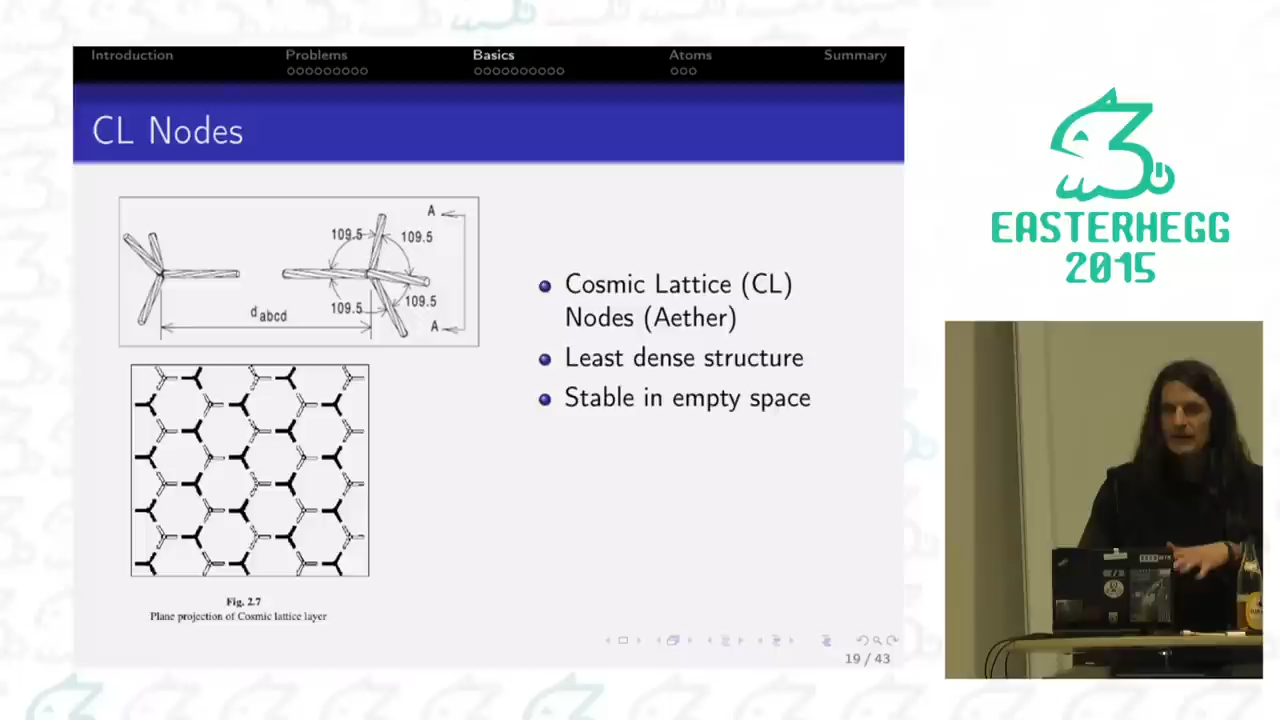 Introduction
Problems
Basics
Atoms
Summary
CL Nodes
A
109.5
109.5
109.5
109.5
d abcd
A
Fig. 2.7
Plane projection of Cosmic lattice layer
Cosmic Lattice (CL)
Nodes (Aether)
Least dense structure
Stable in empty space
19 / 43
EASTERHEGG
2015